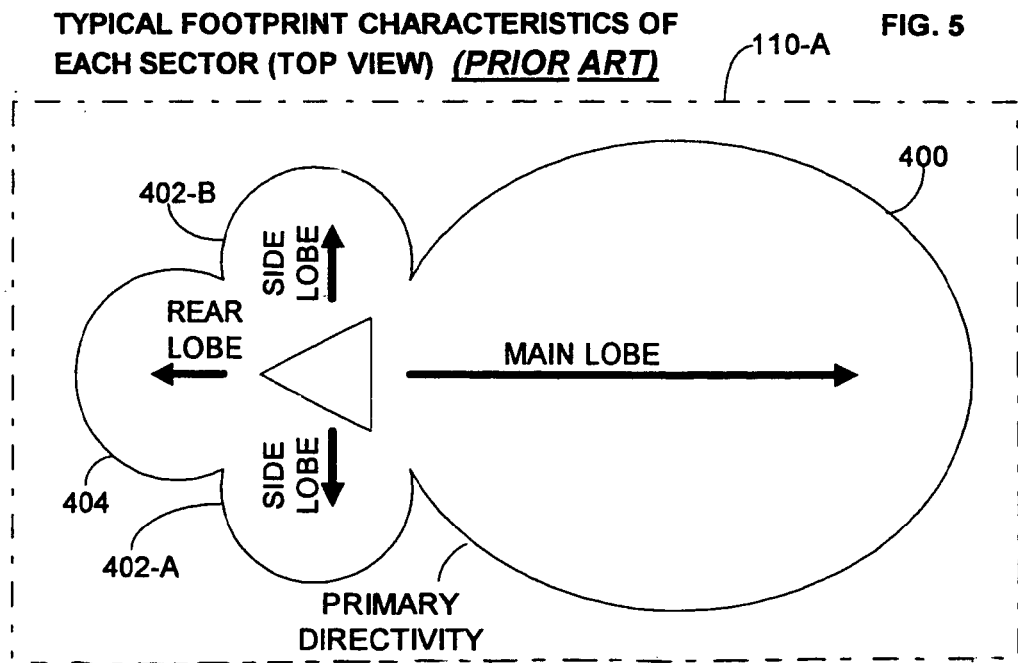 TYPICAL FOOTPRINT CHARACTERISTICS OF
EACH SECTOR (TOP VIEW) (PRIOR ART)
FIG. 5
110-A
400
402-B
SIDE
LOBE
REAR
LOBE
MAIN LOBE
SIDE
LOBE
404
402-A
PRIMARY
DIRECTIVITY